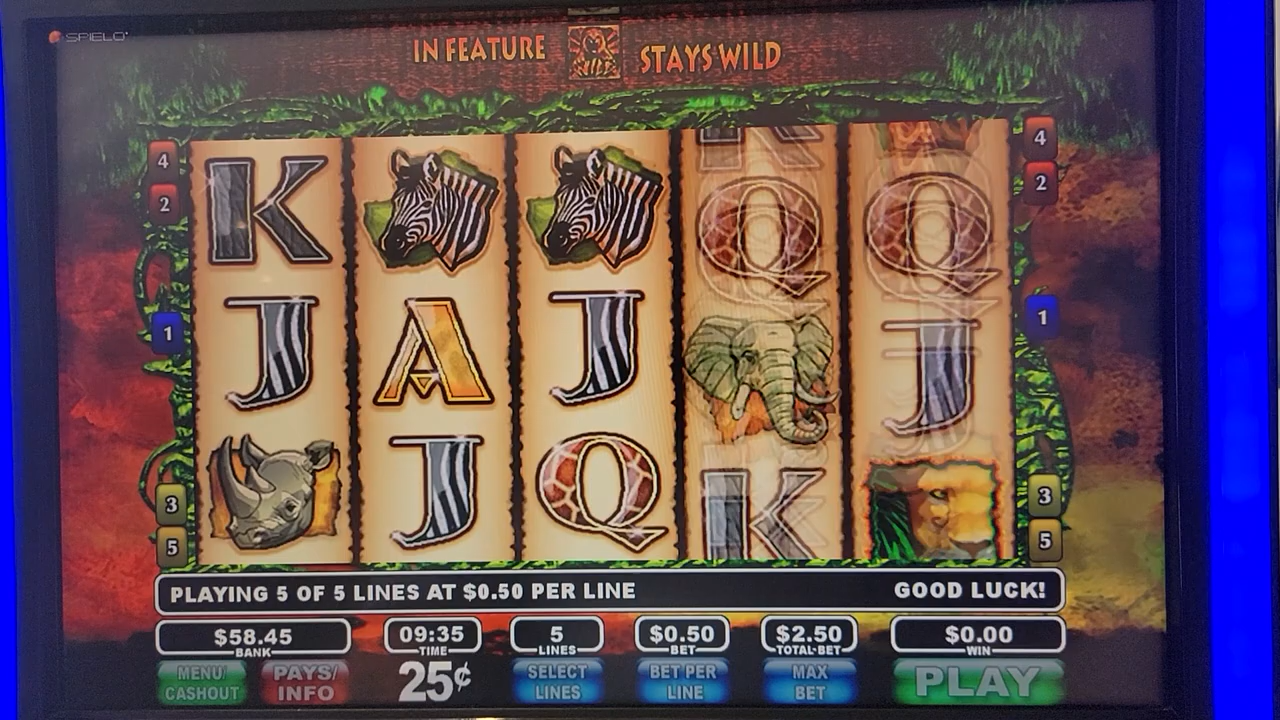 SPIELO
IN FEATURE WILD STAYS WILD
4 4
2 2
K K
Q Q
J A J J
1 1
J Q K
3 3
5 5
PLAYING 5 OF 5 LINES AT $0.50 PER LINE GOOD LUCK!
$58.45 09:35 5 $0.50 $2.50 $0.00
BANK TIME LINES BET TOTAL-BET WIN
MENU/ PAYS/ 25¢ SELECT BET PER MAX PLAY
CASHOUT INFO LINES LINE BET